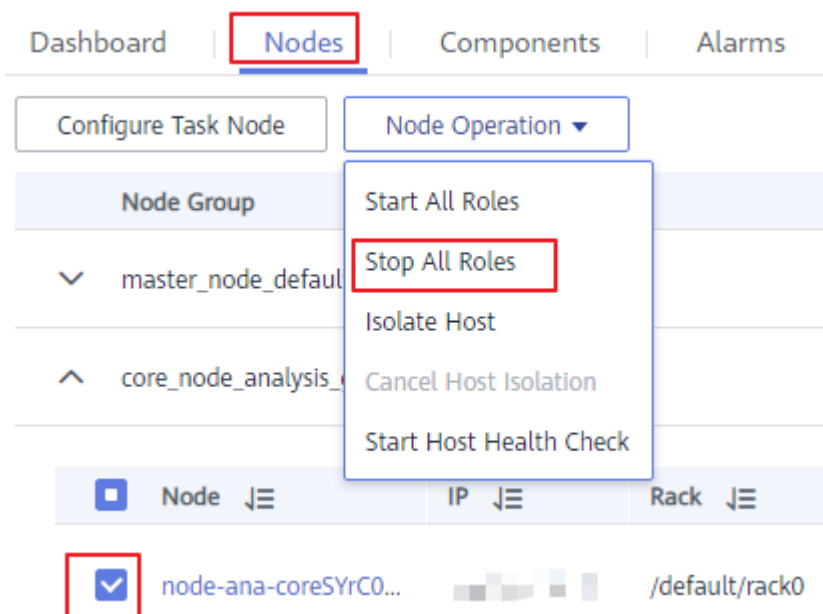 Dashboard Nodes Components Alarms
Configure Task Node Node Operation
Node Group
Start All Roles
Stop All Roles
master_node_defaul
Isolate Host
core_node_analysis_
Cancel Host Isolation
Start Host Health Check
Node IP Rack
node-ana-coreSYrC0... /default/rack0